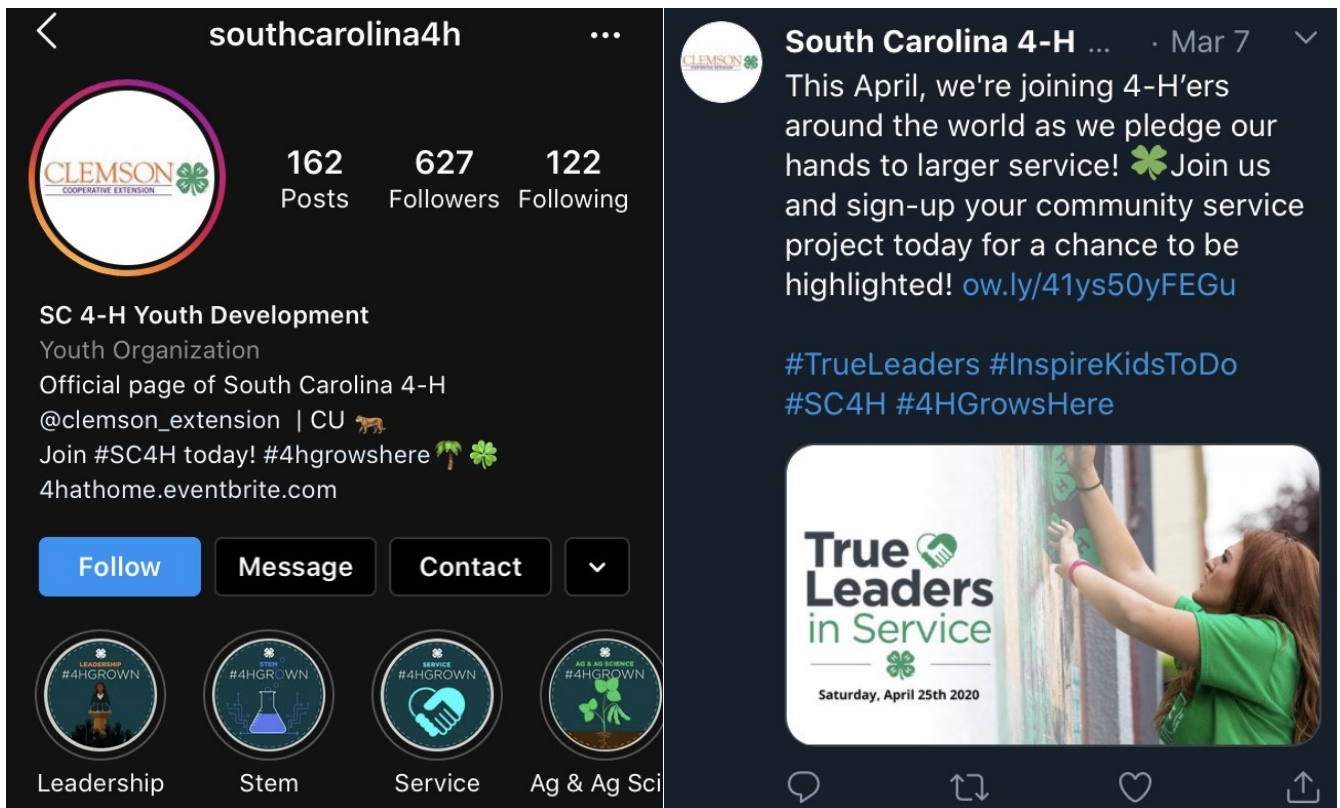 southcarolina4h
CLEMSON
COOPERATIVE EXTENSION
162 627 122
Posts Followers Following
SC 4-H Youth Development
Youth Organization
Official page of South Carolina 4-H
@clemson_extension | CU 🐅
Join #SC4H today! #4hgrowshere🌴🍀
4hathome.eventbrite.com
Follow Message Contact
LEADERSHIP
#4HGROWN
STEM
#4HGROWN
SERVICE
#4HGROWN
AG & AG SCIENCE
#4HGROWN
Leadership Stem Service Ag & Ag Sci
CLEMSON
South Carolina 4-H ... · Mar 7
This April, we're joining 4-H’ers
around the world as we pledge our
hands to larger service! 🍀Join us
and sign-up your community service
project today for a chance to be
highlighted! ow.ly/41ys50yFEGu
#TrueLeaders #InspireKidsToDo
#SC4H #4HGrowsHere
True
Leaders
in Service
Saturday, April 25th 2020